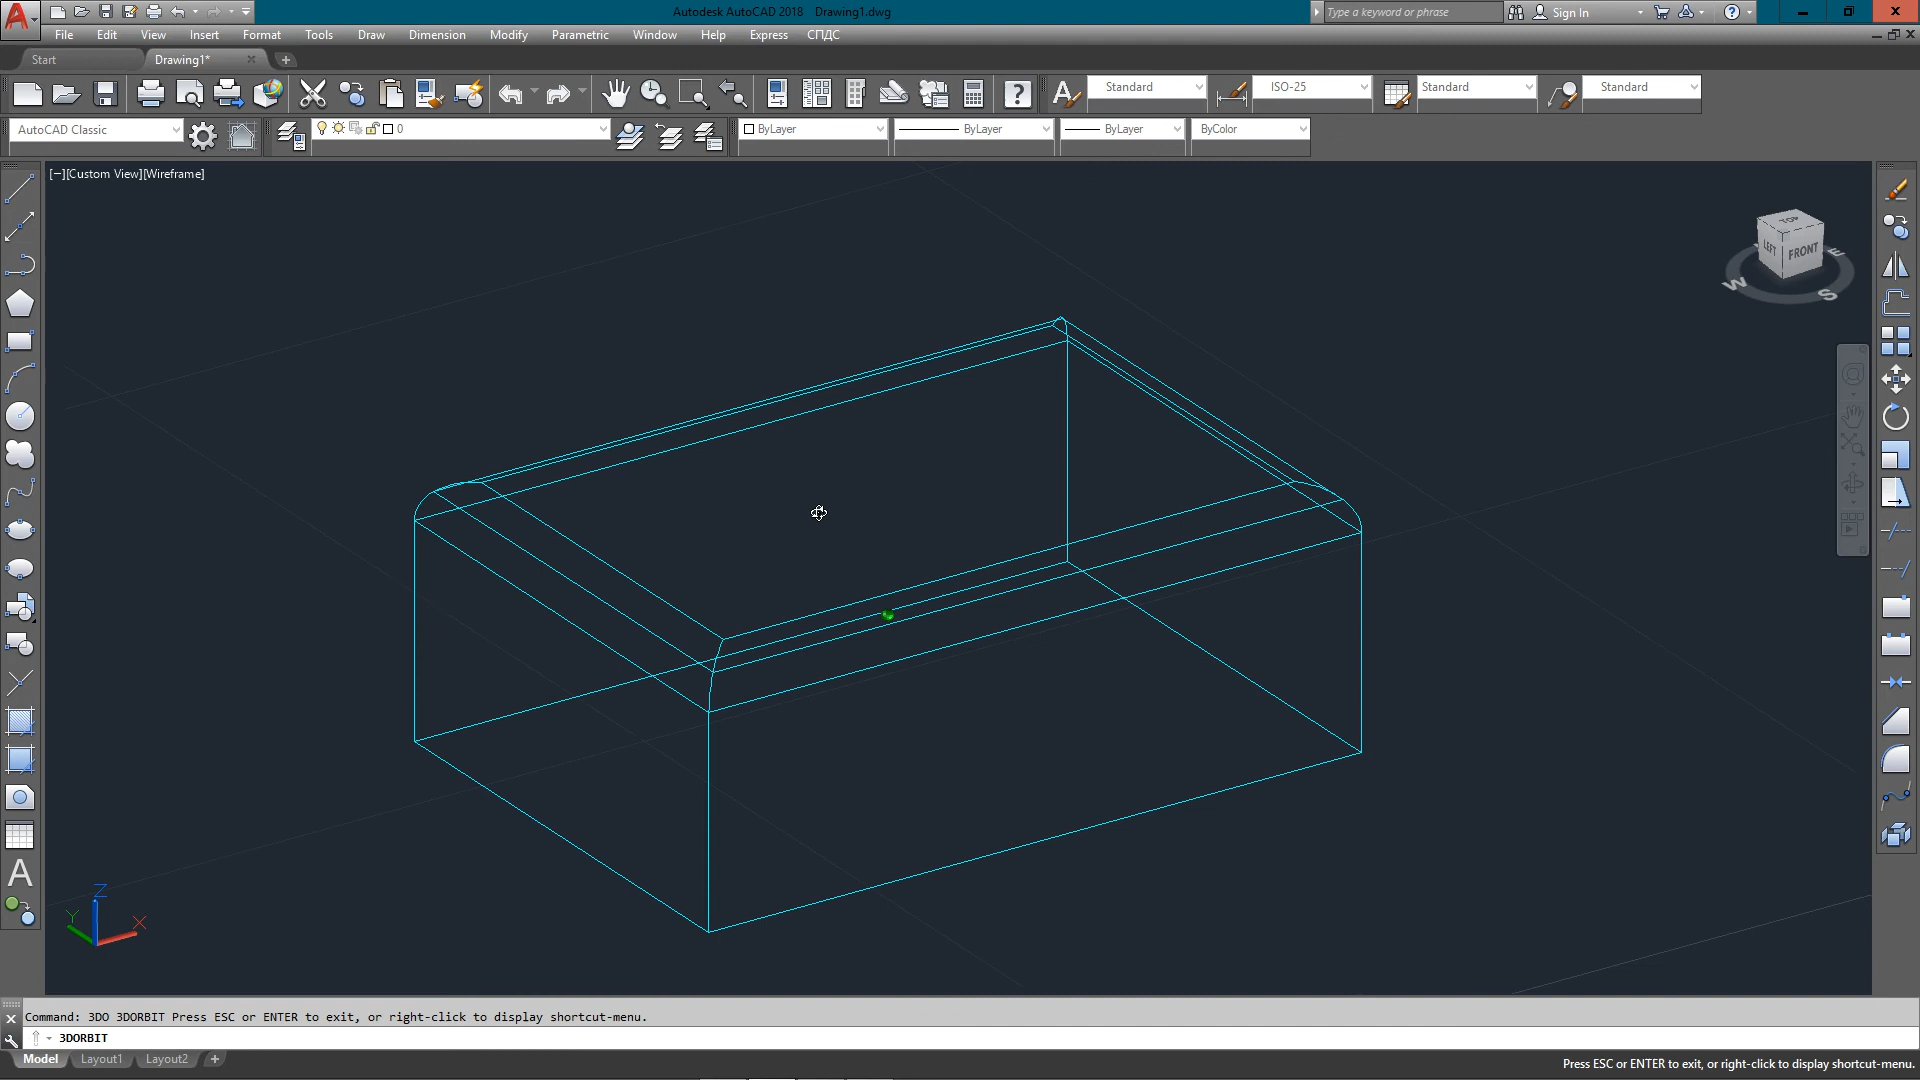 Autodesk AutoCAD 2018 Drawing1.dwg
Type a keyword or phrase
Sign In
File Edit View Insert Format Tools Draw Dimension Modify Parametric Window Help Express СПДС
Start
Drawing1*
Standard
ISO-25
Standard
Standard
AutoCAD Classic
0
ByLayer
ByLayer
ByLayer
ByColor
[−][Custom View][Wireframe]
TOP
LEFT
FRONT
W
S
E
Z
Y
X
Command: 3DO 3DORBIT Press ESC or ENTER to exit, or right-click to display shortcut-menu.
3DORBIT
Model Layout1 Layout2
Press ESC or ENTER to exit, or right-click to display shortcut-menu.